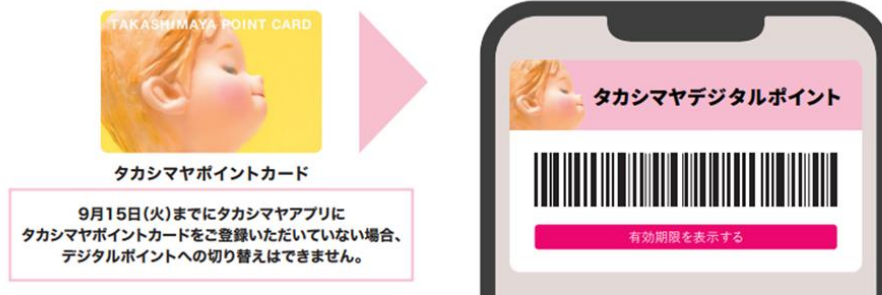 TAKASHIMAYA POINT CARD
タカシマヤポイントカード
9月15日(火)までにタカシマヤアプリに
タカシマヤポイントカードをご登録いただいていない場合、
デジタルポイントへの切り替えはできません。
タカシマヤデジタルポイント
有効期限を表示する